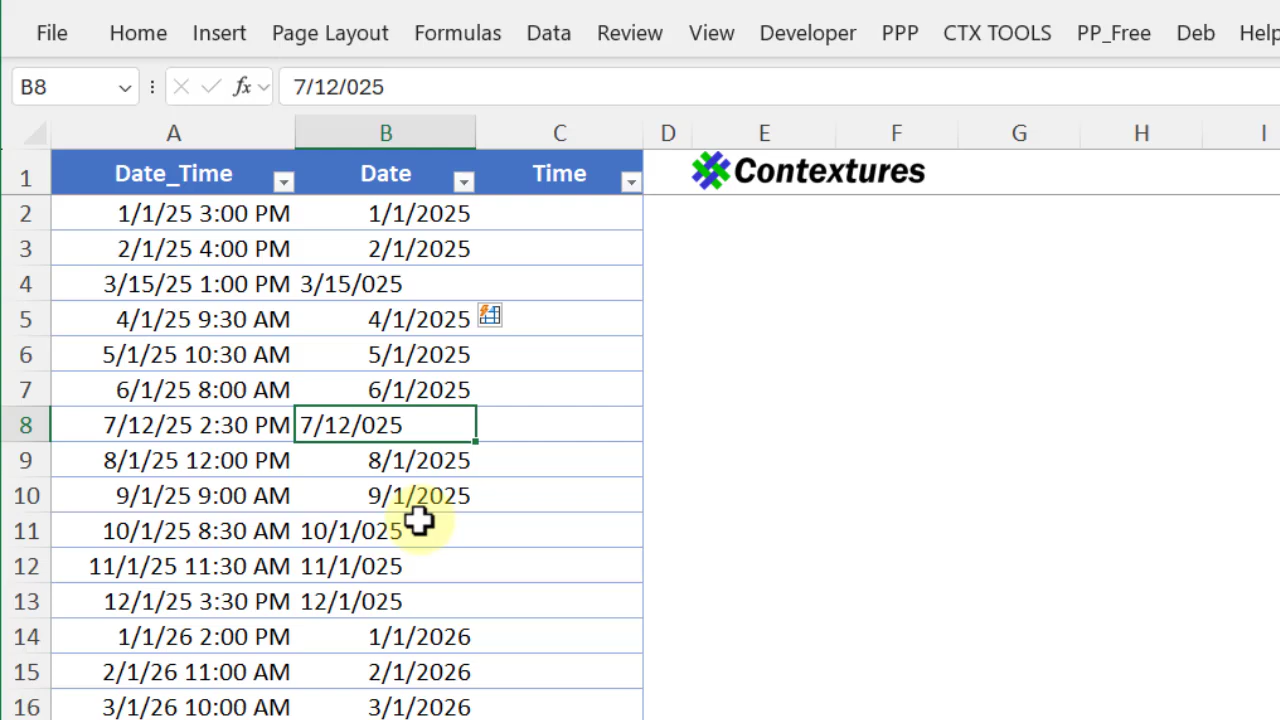 File Home Insert Page Layout Formulas Data Review View Developer PPP CTX TOOLS PP_Free Deb Help
B8 fx 7/12/025
A B C D E F G H I
1 Date_Time Date Time Contextures
2 1/1/25 3:00 PM 1/1/2025
3 2/1/25 4:00 PM 2/1/2025
4 3/15/25 1:00 PM 3/15/025
5 4/1/25 9:30 AM 4/1/2025
6 5/1/25 10:30 AM 5/1/2025
7 6/1/25 8:00 AM 6/1/2025
8 7/12/25 2:30 PM 7/12/025
9 8/1/25 12:00 PM 8/1/2025
10 9/1/25 9:00 AM 9/1/2025
11 10/1/25 8:30 AM 10/1/025
12 11/1/25 11:30 AM 11/1/025
13 12/1/25 3:30 PM 12/1/025
14 1/1/26 2:00 PM 1/1/2026
15 2/1/26 11:00 AM 2/1/2026
16 3/1/26 10:00 AM 3/1/2026